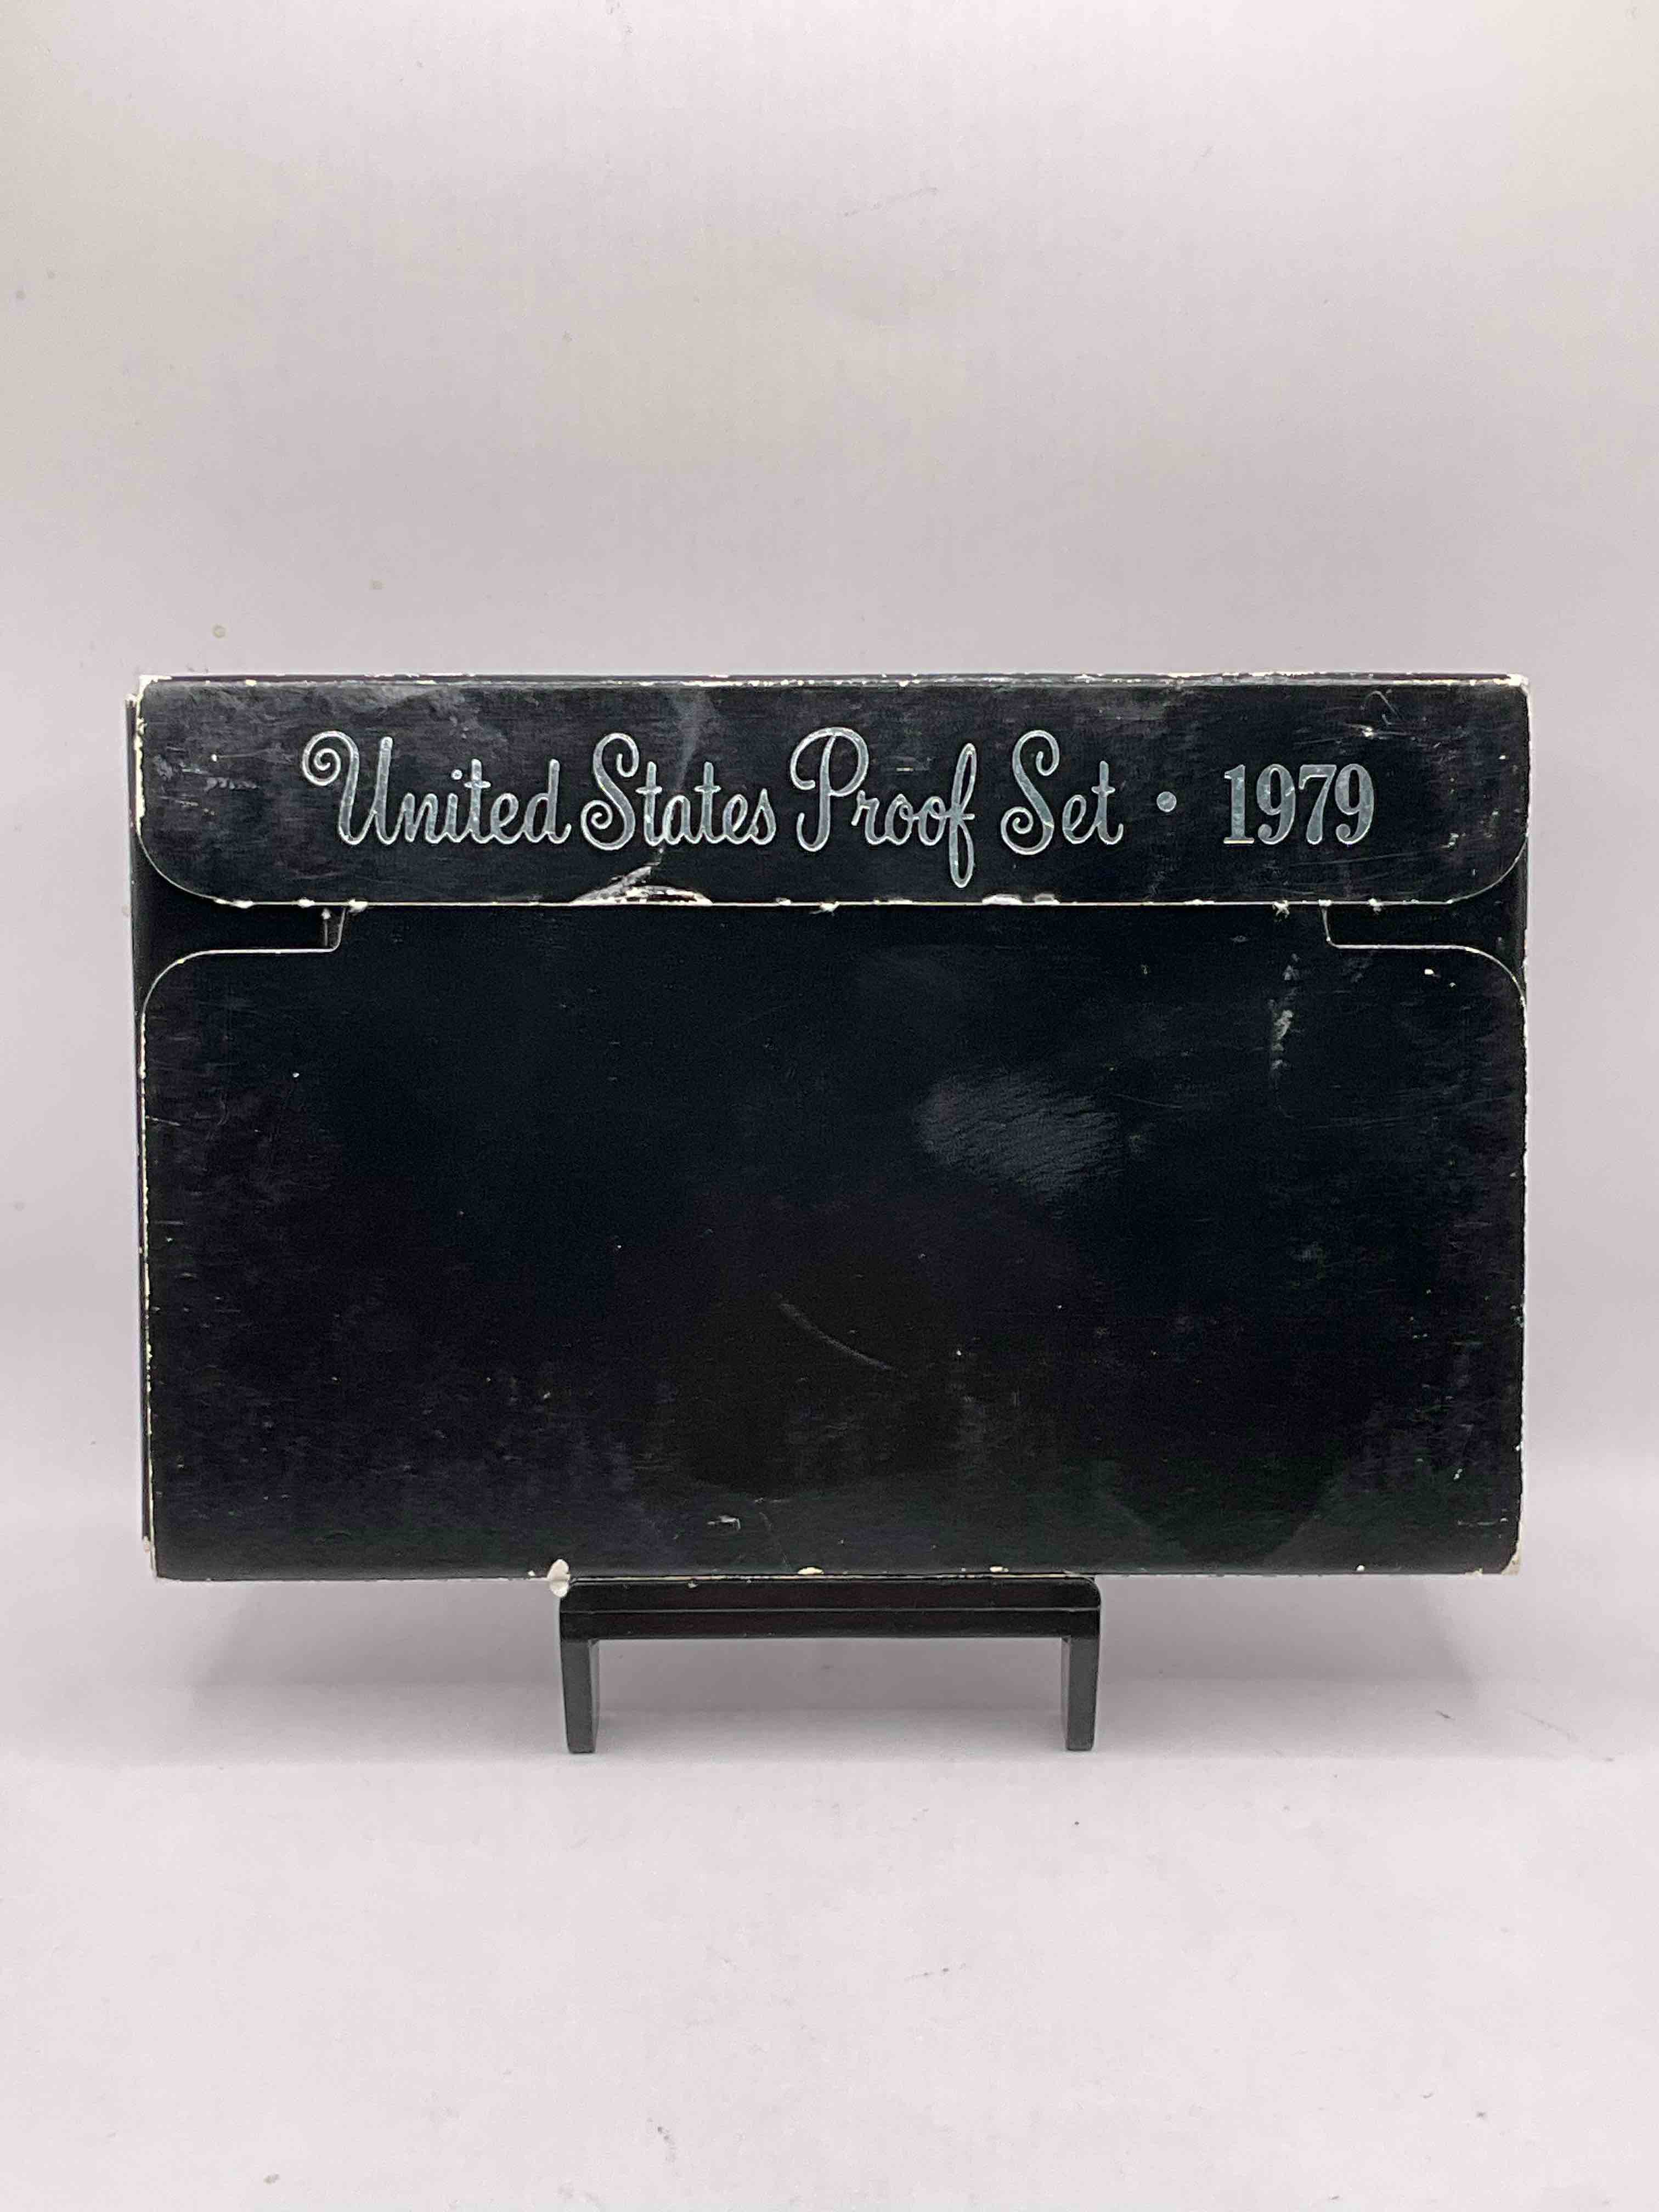 United States Proof Set • 1979